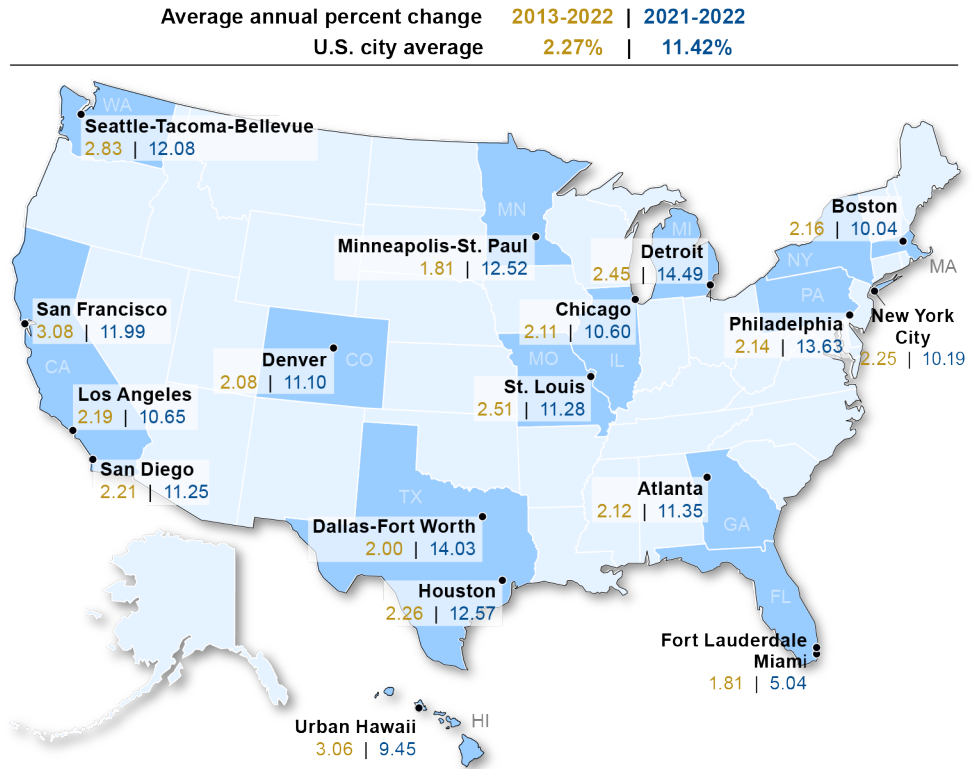 Average annual percent change 2013-2022 | 2021-2022
U.S. city average 2.27% | 11.42%
WA
Seattle-Tacoma-Bellevue
2.83 | 12.08
MN
Minneapolis-St. Paul
1.81 | 12.52
MI
Detroit
2.45 | 14.49
Boston
2.16 | 10.04
NY
MA
PA
New York
City
2.25 | 10.19
Philadelphia
2.14 | 13.63
San Francisco
3.08 | 11.99
Chicago
2.11 | 10.60
Denver
2.08 | 11.10
CO
MO
IL
CA
St. Louis
2.51 | 11.28
Los Angeles
2.19 | 10.65
San Diego
2.21 | 11.25
Atlanta
2.12 | 11.35
TX
GA
Dallas-Fort Worth
2.00 | 14.03
Houston
2.26 | 12.57
FL
Fort Lauderdale
Miami
1.81 | 5.04
HI
Urban Hawaii
3.06 | 9.45